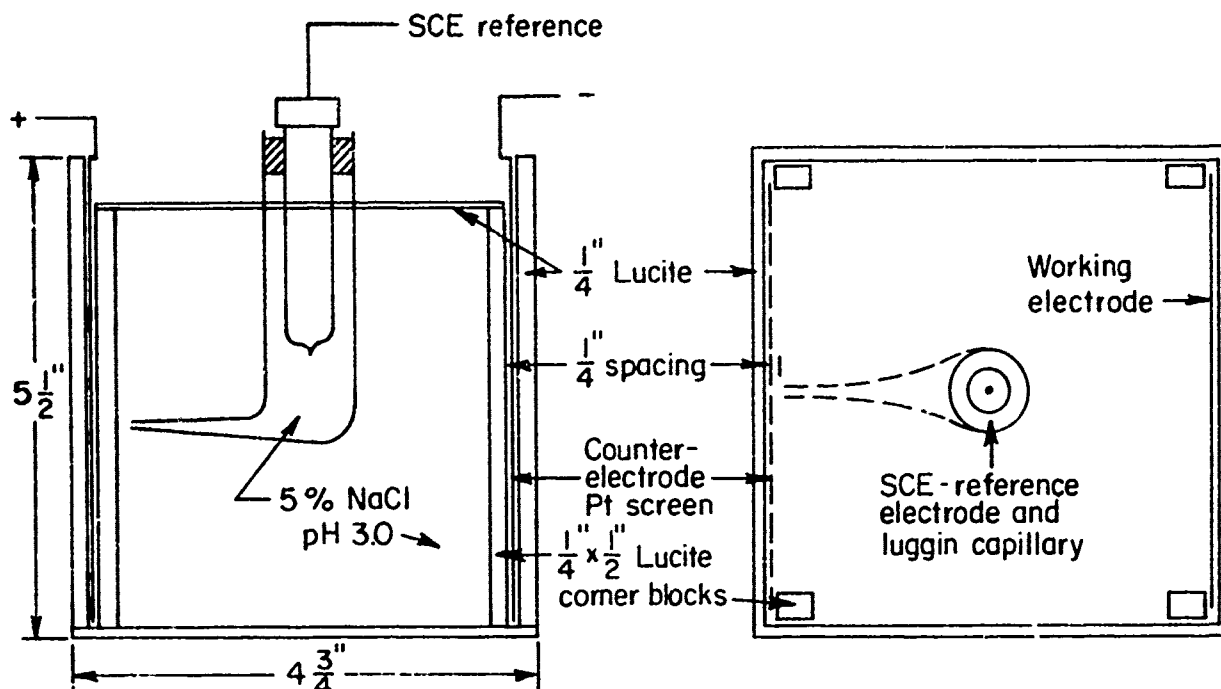 SCE reference
+
-
1/4" Lucite
Working
electrode
1/4" spacing
5 1/2"
Counter-
electrode
Pt screen
SCE-reference
electrode and
luggin capillary
5% NaCl
pH 3.0
1/4" x 1/2" Lucite
corner blocks
4 3/4"